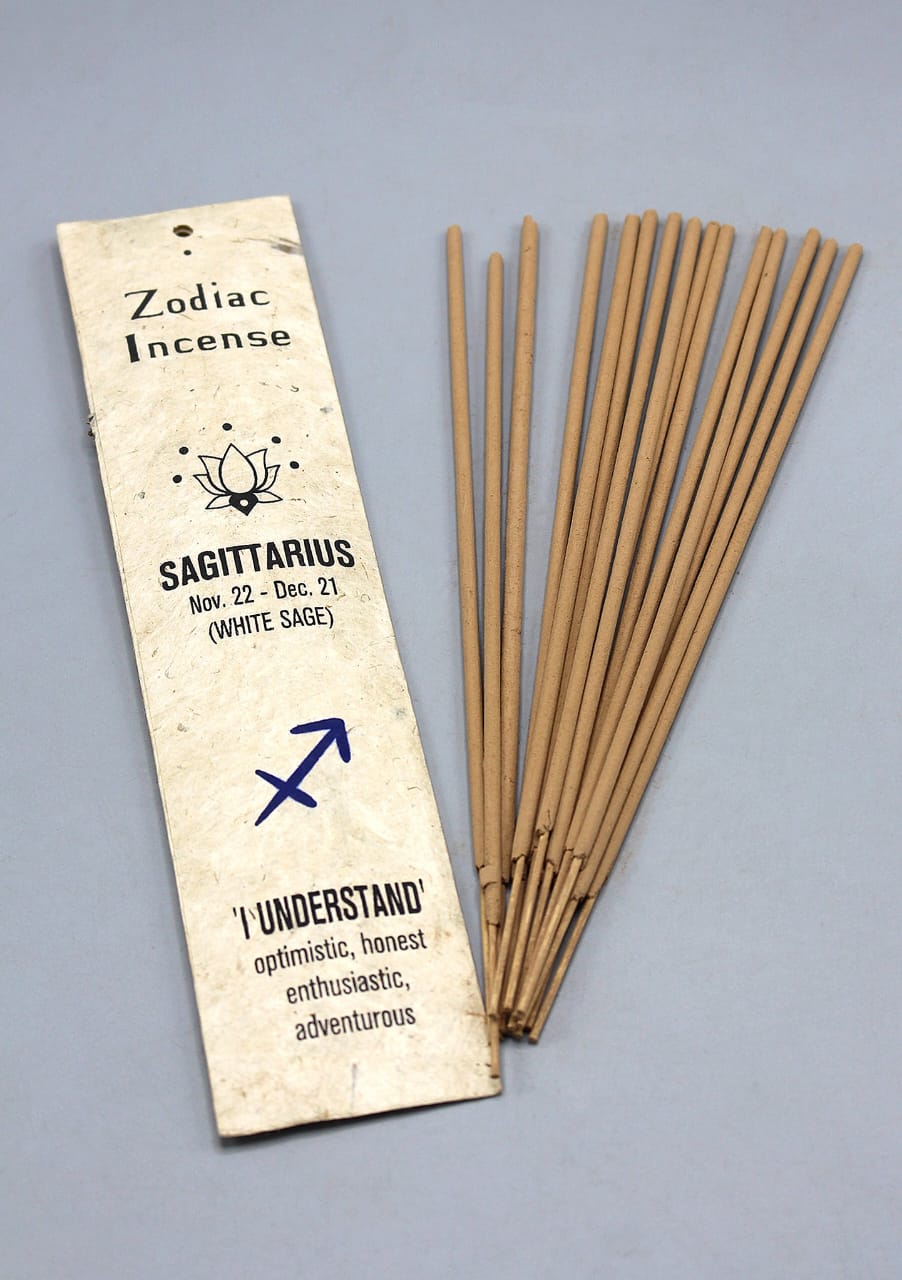 Zodiac
Incense
SAGITTARIUS
Nov. 22 - Dec. 21
(WHITE SAGE)
'I UNDERSTAND'
optimistic, honest
enthusiastic,
adventurous